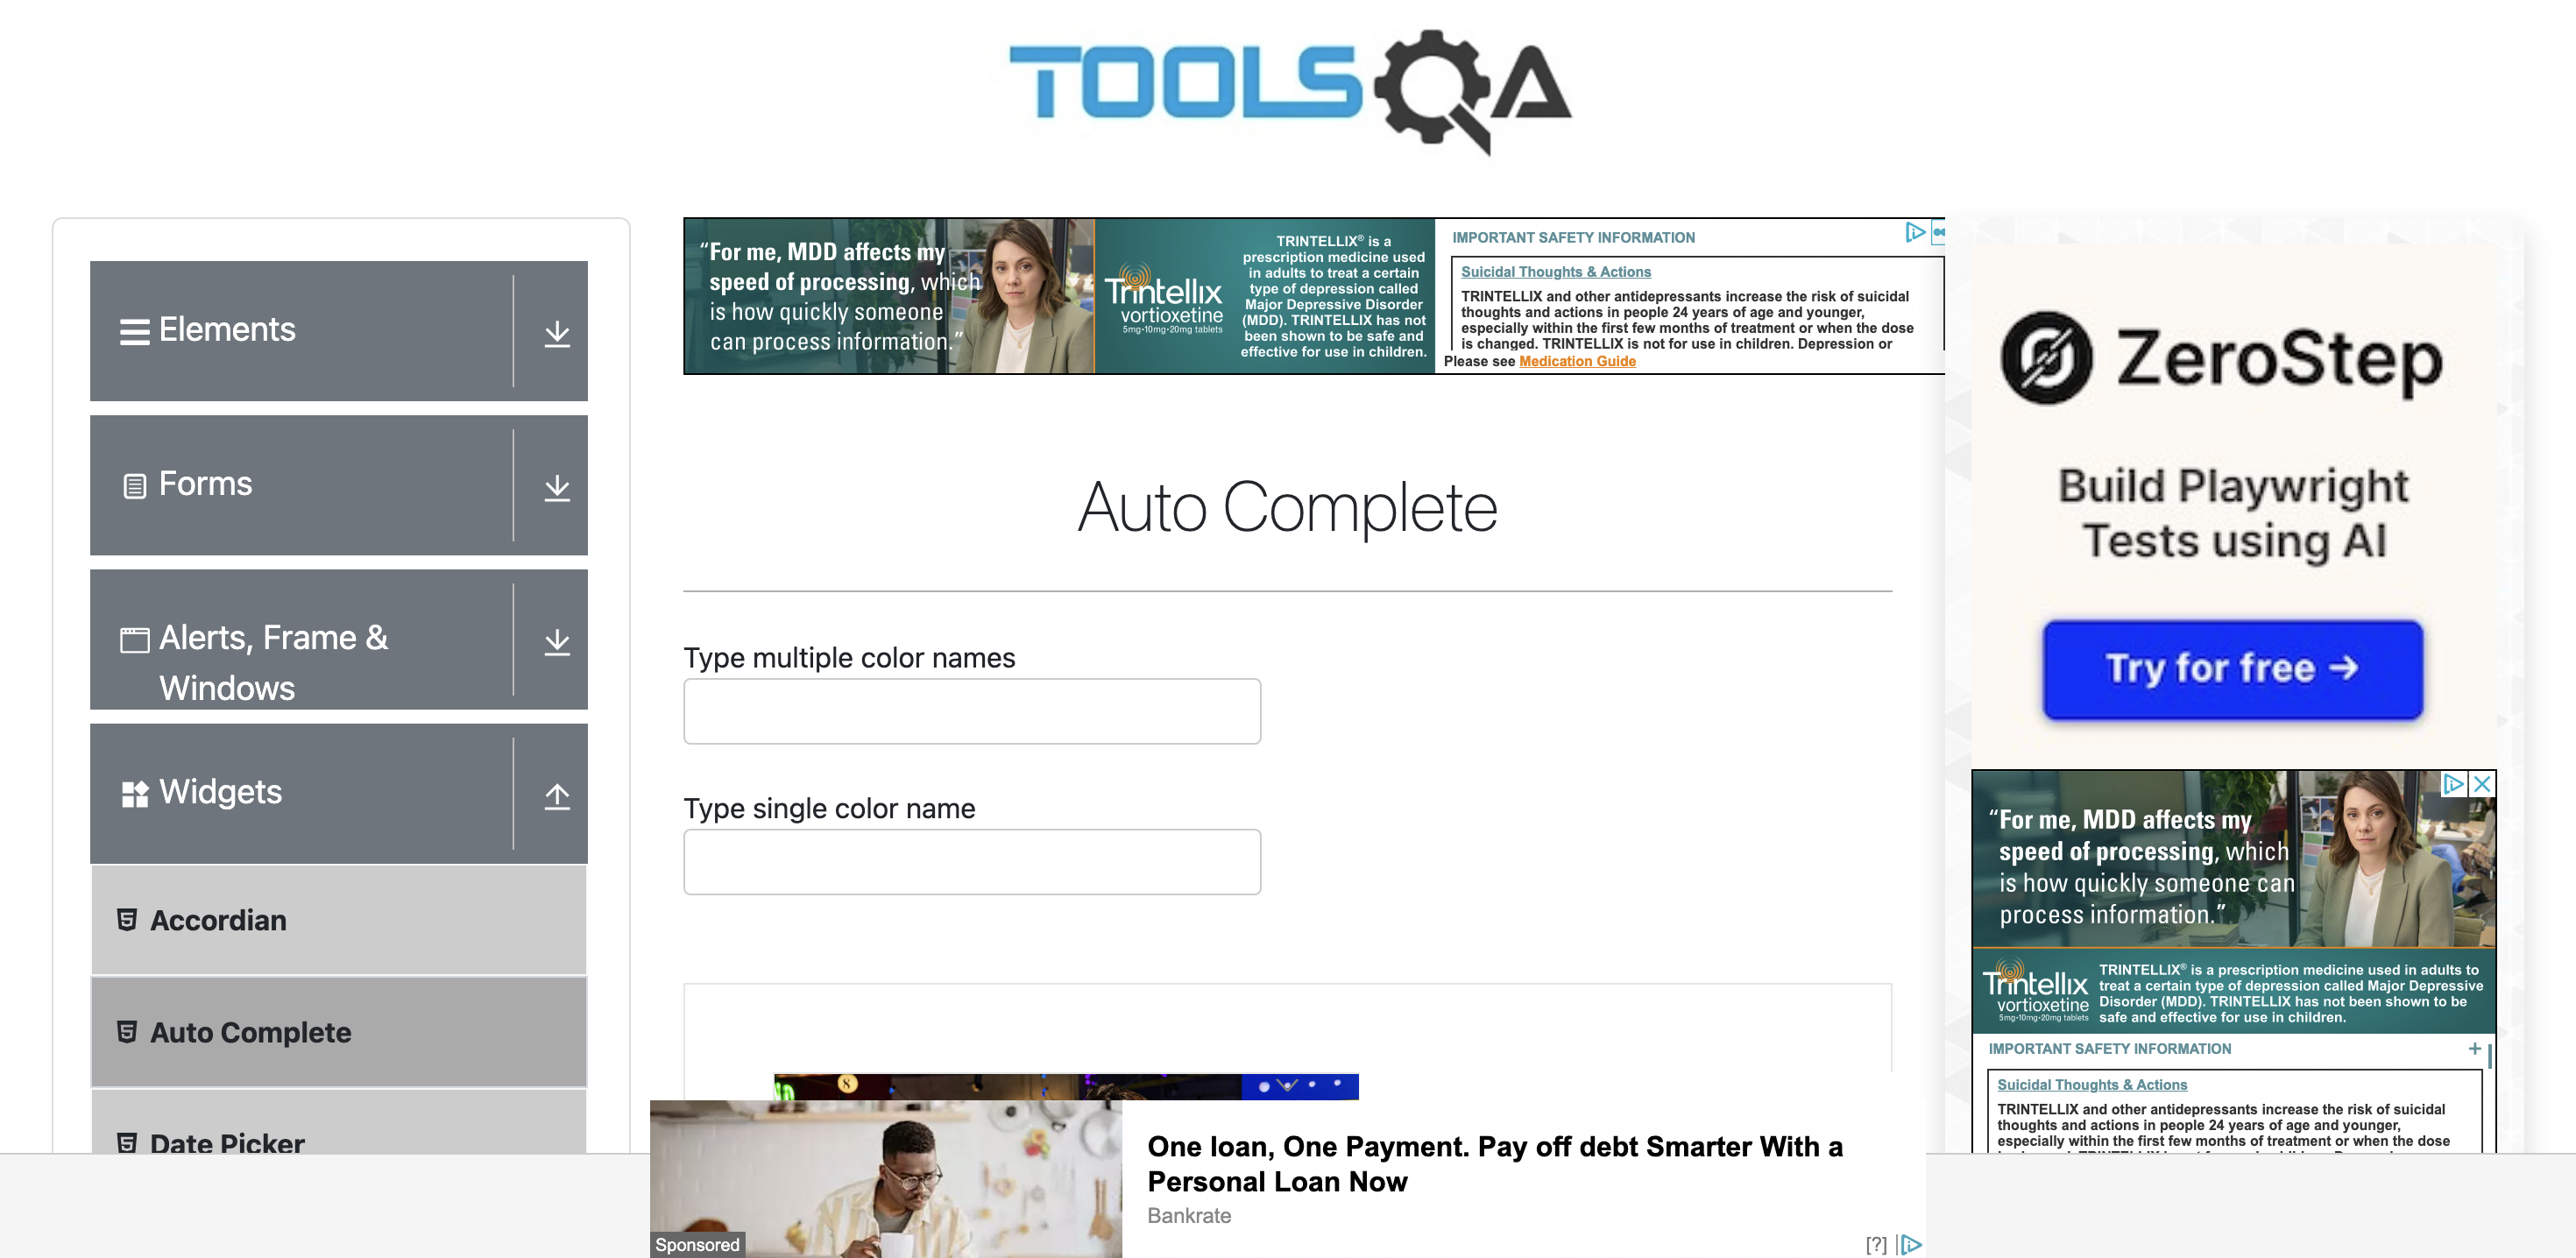 TOOLSQA
Elements
Forms
Alerts, Frame &
Windows
Widgets
Accordian
Auto Complete
Date Picker
“For me, MDD affects my
speed of processing, which
is how quickly someone
can process information.”
Trintellix
vortioxetine
5mg•10mg•20mg tablets
TRINTELLIX® is a
prescription medicine used
in adults to treat a certain
type of depression called
Major Depressive Disorder
(MDD). TRINTELLIX has not
been shown to be safe and
effective for use in children.
IMPORTANT SAFETY INFORMATION
Suicidal Thoughts & Actions
TRINTELLIX and other antidepressants increase the risk of suicidal
thoughts and actions in people 24 years of age and younger,
especially within the first few months of treatment or when the dose
is changed. TRINTELLIX is not for use in children. Depression or
Please see Medication Guide
Auto Complete
Type multiple color names
Type single color name
8
One loan, One Payment. Pay off debt Smarter With a
Personal Loan Now
Bankrate
Sponsored
[?]
ZeroStep
Build Playwright
Tests using AI
Try for free →
“For me, MDD affects my
speed of processing, which
is how quickly someone can
process information.”
Trintellix
vortioxetine
5mg•10mg•20mg tablets
TRINTELLIX® is a prescription medicine used in adults to
treat a certain type of depression called Major Depressive
Disorder (MDD). TRINTELLIX has not been shown to be
safe and effective for use in children.
IMPORTANT SAFETY INFORMATION +
Suicidal Thoughts & Actions
TRINTELLIX and other antidepressants increase the risk of suicidal
thoughts and actions in people 24 years of age and younger,
especially within the first few months of treatment or when the dose